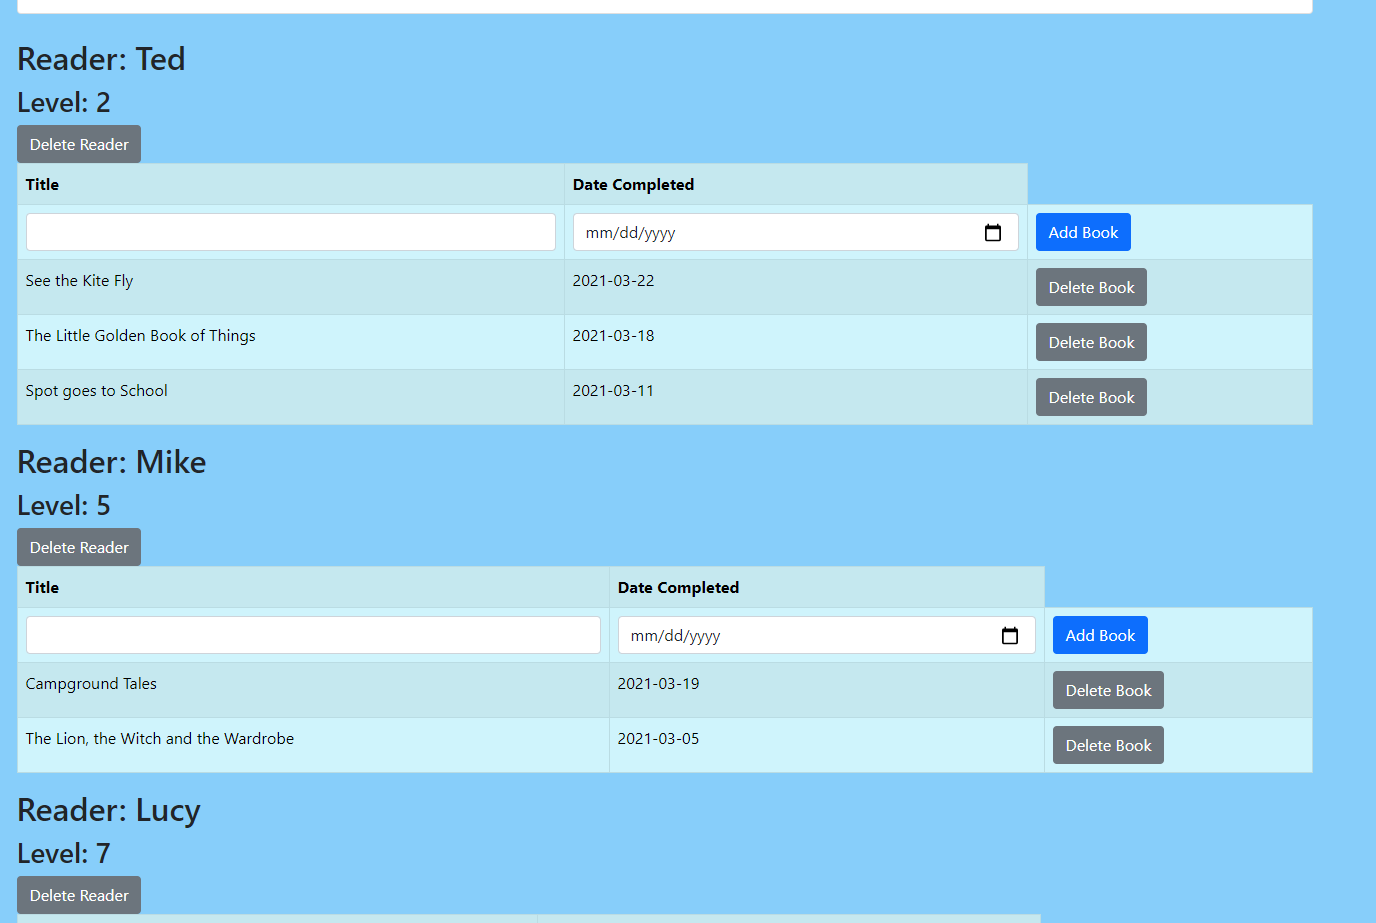 Reader: Ted
Level: 2
Delete Reader
Title Date Completed
mm/dd/yyyy Add Book
See the Kite Fly 2021-03-22 Delete Book
The Little Golden Book of Things 2021-03-18 Delete Book
Spot goes to School 2021-03-11 Delete Book
Reader: Mike
Level: 5
Delete Reader
Title Date Completed
mm/dd/yyyy Add Book
Campground Tales 2021-03-19 Delete Book
The Lion, the Witch and the Wardrobe 2021-03-05 Delete Book
Reader: Lucy
Level: 7
Delete Reader